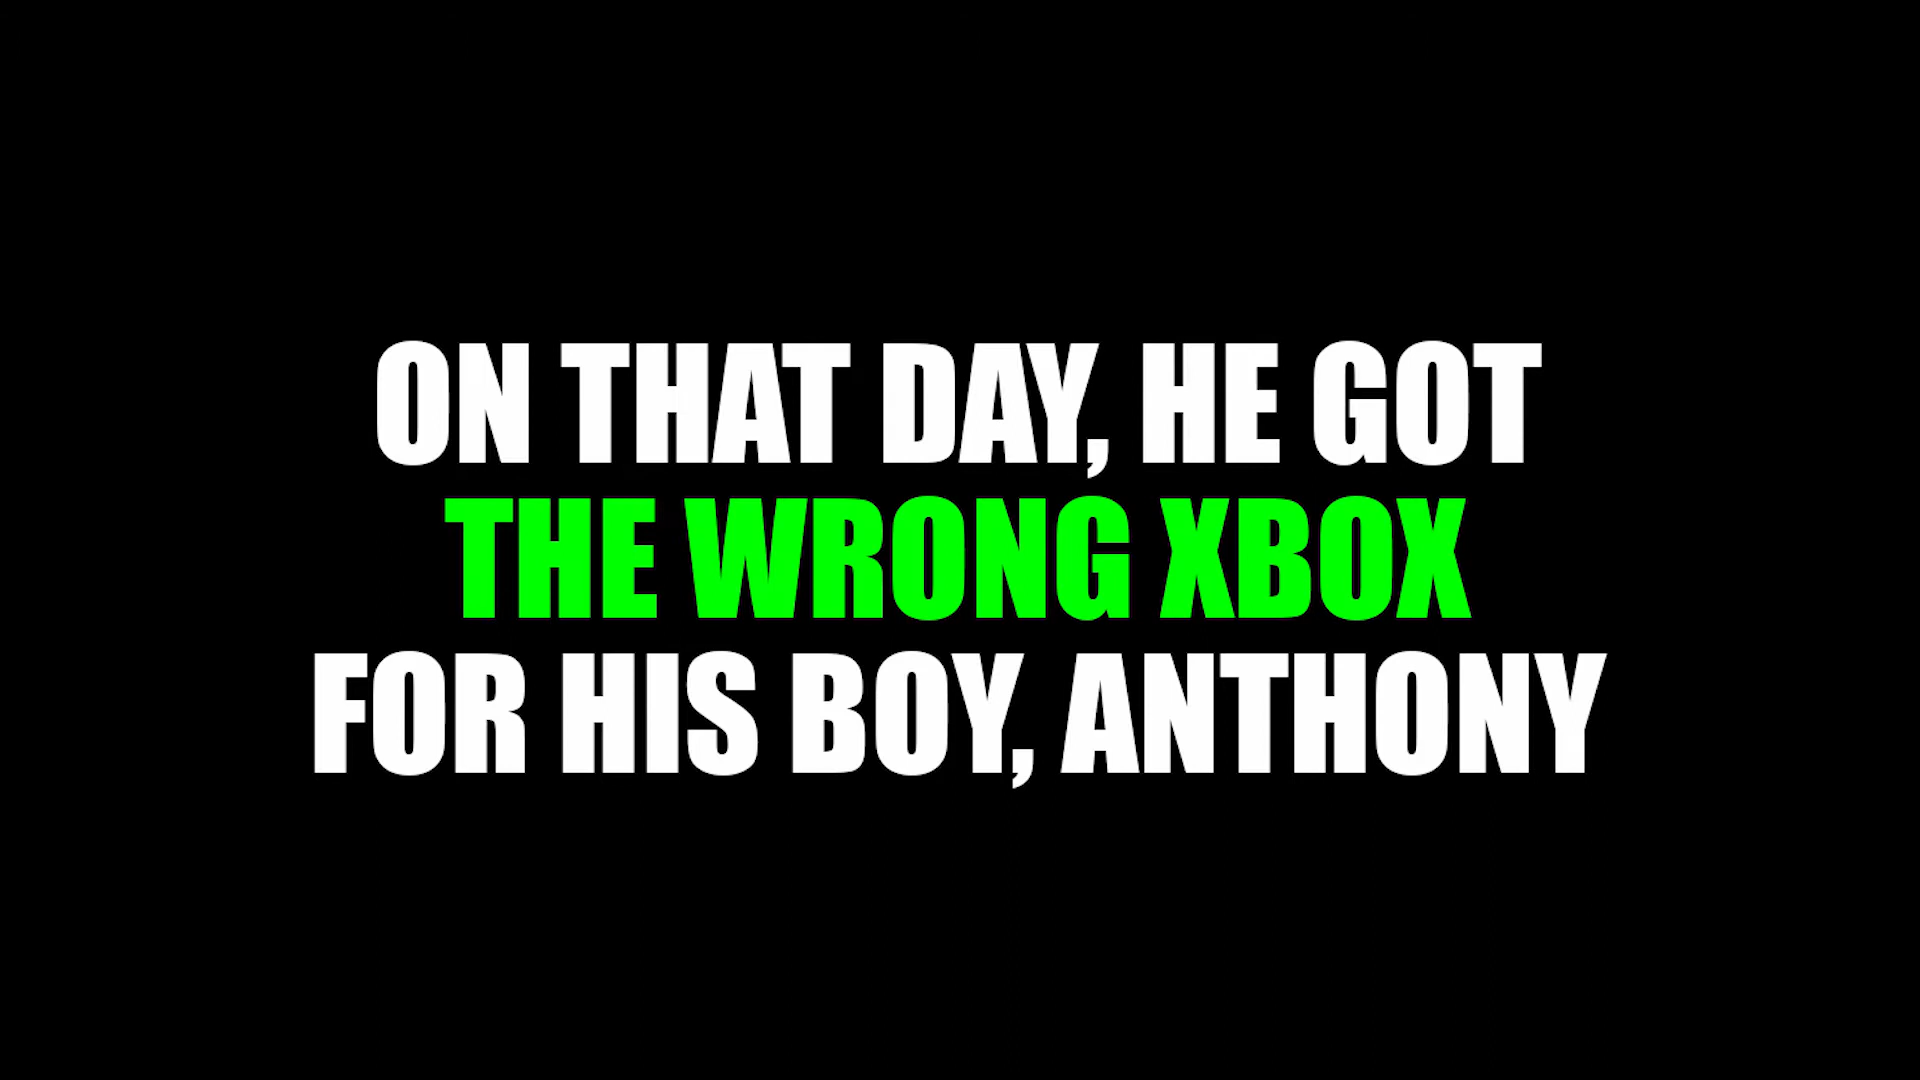 ON THAT DAY, HE GOT
THE WRONG XBOX
FOR HIS BOY, ANTHONY